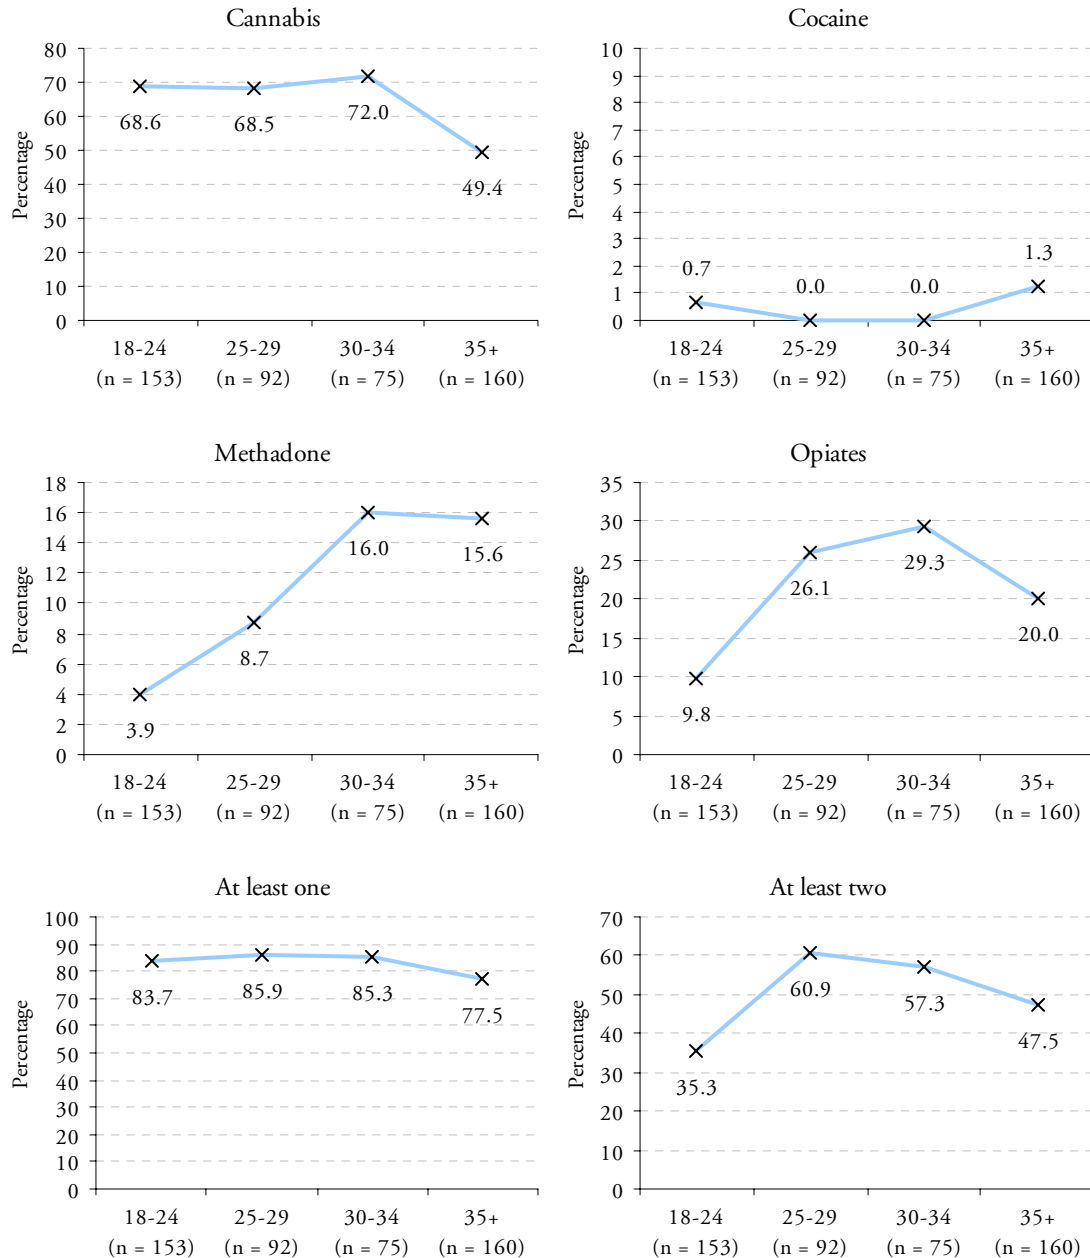 Cannabis
Percentage
80
70
60
50
40
30
20
10
0
68.6
68.5
72.0
49.4
18-24
25-29
30-34
35+
(n = 153)
(n = 92)
(n = 75)
(n = 160)
Cocaine
Percentage
10
9
8
7
6
5
4
3
2
1
0
0.7
0.0
0.0
1.3
18-24
25-29
30-34
35+
(n = 153)
(n = 92)
(n = 75)
(n = 160)
Methadone
Percentage
18
16
14
12
10
8
6
4
2
0
3.9
8.7
16.0
15.6
18-24
25-29
30-34
35+
(n = 153)
(n = 92)
(n = 75)
(n = 160)
Opiates
Percentage
35
30
25
20
15
10
5
0
9.8
26.1
29.3
20.0
18-24
25-29
30-34
35+
(n = 153)
(n = 92)
(n = 75)
(n = 160)
At least one
Percentage
100
90
80
70
60
50
40
30
20
10
0
83.7
85.9
85.3
77.5
18-24
25-29
30-34
35+
(n = 153)
(n = 92)
(n = 75)
(n = 160)
At least two
Percentage
70
60
50
40
30
20
10
0
35.3
60.9
57.3
47.5
18-24
25-29
30-34
35+
(n = 153)
(n = 92)
(n = 75)
(n = 160)